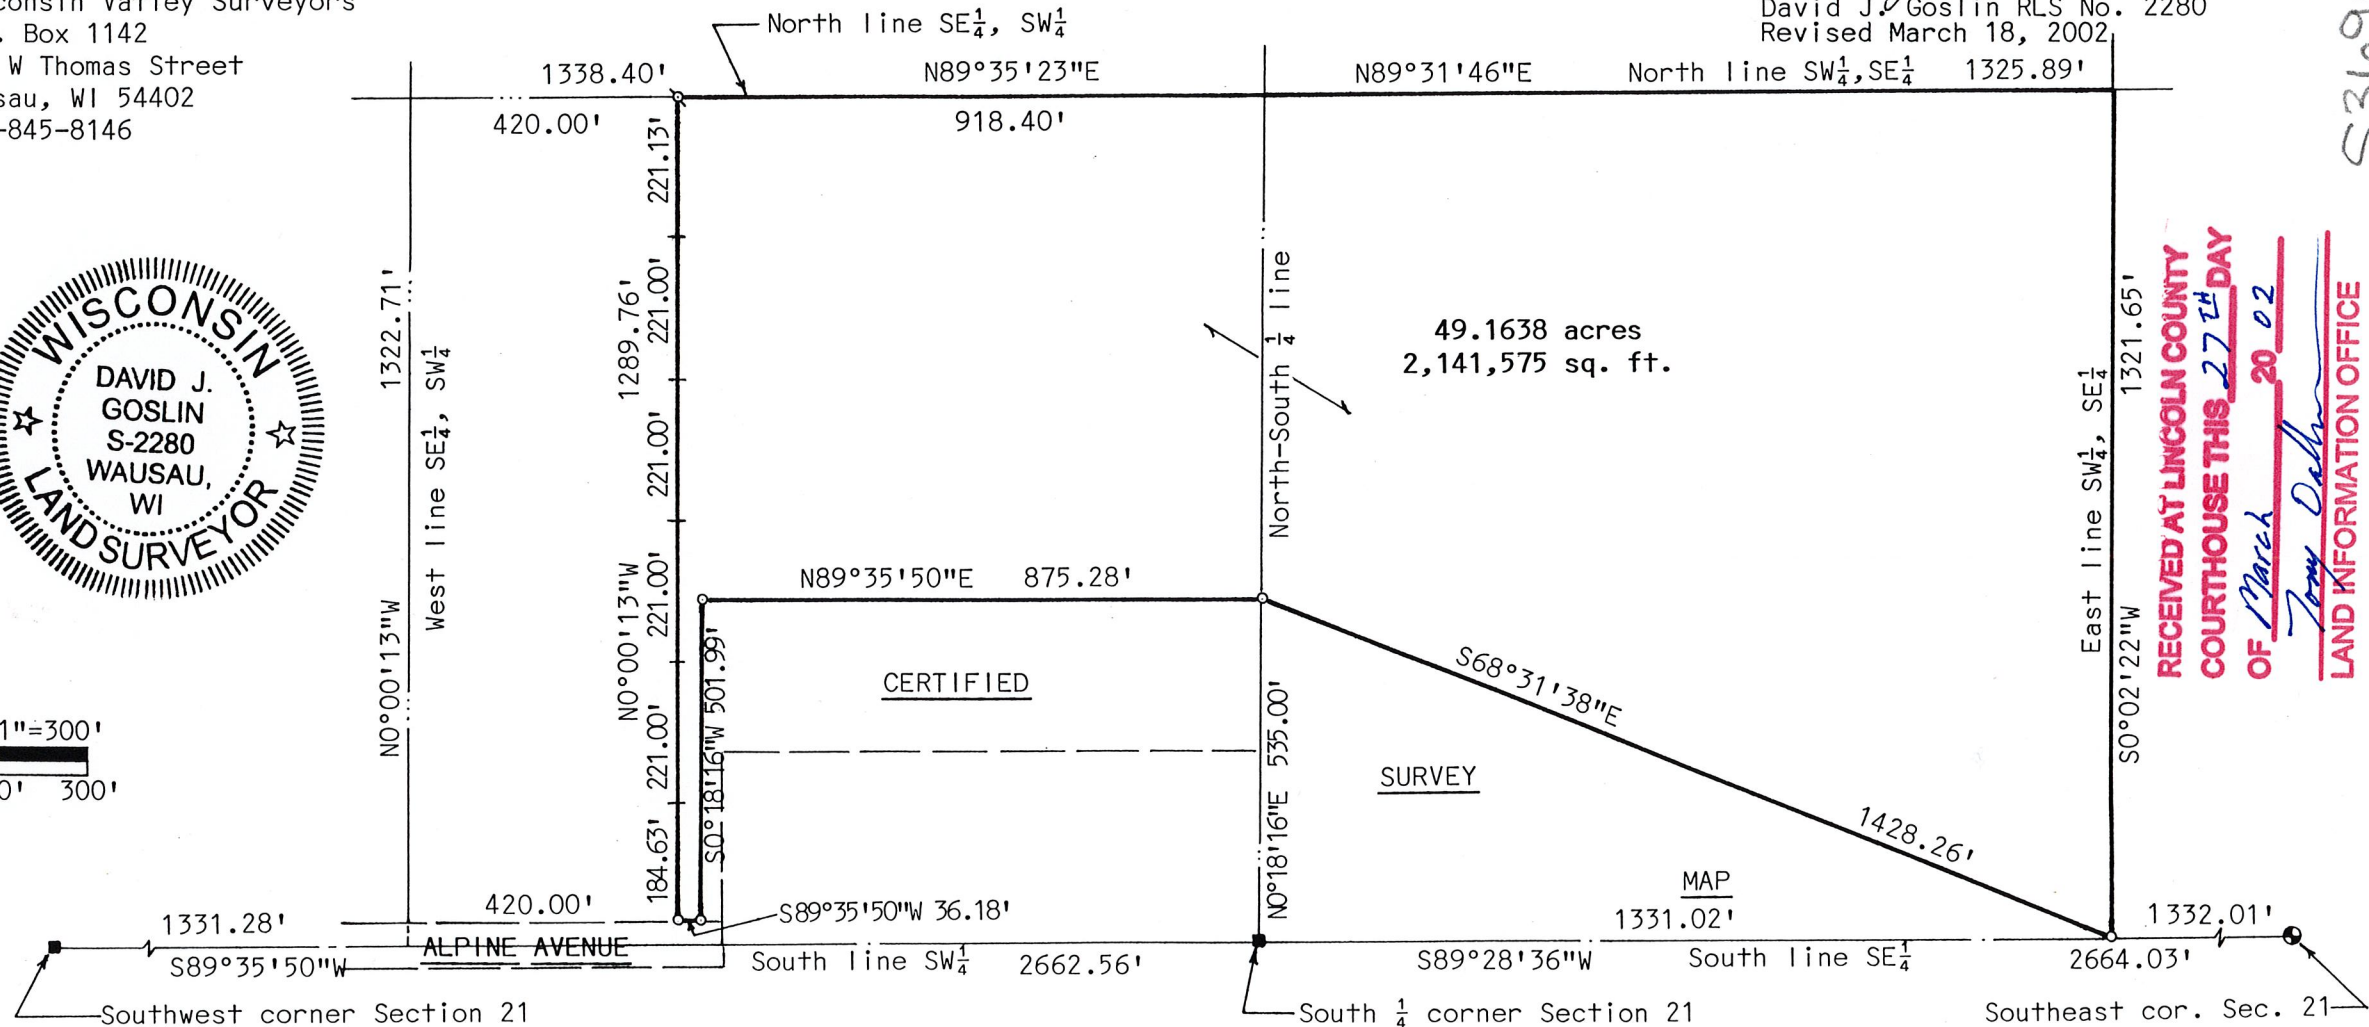 Valley Surveyors
Box 1142
W Thomas Street
WI 54402
-845-8146
North line SE¼, SW¼
David J. Goslin RLS No. 2280
Revised March 18, 2002
1338.40'
N89°35'23"E
N89°31'46"E
North line SW¼,SE¼
1325.89'
420.00'
918.40'
221.13'
221.00'
221.00'
221.00'
221.00'
184.63'
1289.76'
N0°00'13"W
1322.71'
N0°00'13"W
West line SE¼, SW¼
WISCONSIN
DAVID J.
GOSLIN
S-2280
WAUSAU,
WI
LAND SURVEYOR
1"=300'
0' 300'
North-South ¼ line
49.1638 acres
2,141,575 sq. ft.
N89°35'50"E 875.28'
S0°18'16"W 501.99'
CERTIFIED
SURVEY
MAP
N0°18'16"E 535.00'
S68°31'38"E
1428.26'
East line SW¼, SE¼
1321.65'
S0°02'22"W
RECEIVED AT LINCOLN COUNTY
COURTHOUSE THIS 27TH DAY
OF March 20 02
LAND INFORMATION OFFICE
420.00'
S89°35'50"W 36.18'
1331.28'
S89°35'50"W
ALPINE AVENUE
South line SW¼
2662.56'
1331.02'
S89°28'36"W
South line SE¼
1332.01'
2664.03'
Southwest corner Section 21
South ¼ corner Section 21
Southeast cor. Sec. 21